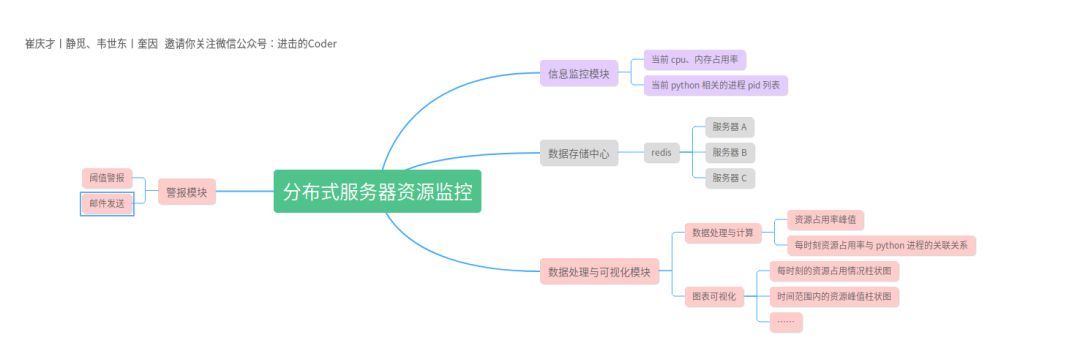 崔庆才丨静觅、韦世东丨奎因 邀请你关注微信公众号：进击的Coder
分布式服务器资源监控
信息监控模块
当前 cpu、内存占用率
当前 python 相关的进程 pid 列表
数据存储中心
redis
服务器 A
服务器 B
服务器 C
数据处理与可视化模块
数据处理与计算
资源占用率峰值
每时刻资源占用率与 python 进程的关联关系
图表可视化
每时刻的资源占用情况柱状图
时间范围内的资源峰值柱状图
……
警报模块
阈值警报
邮件发送